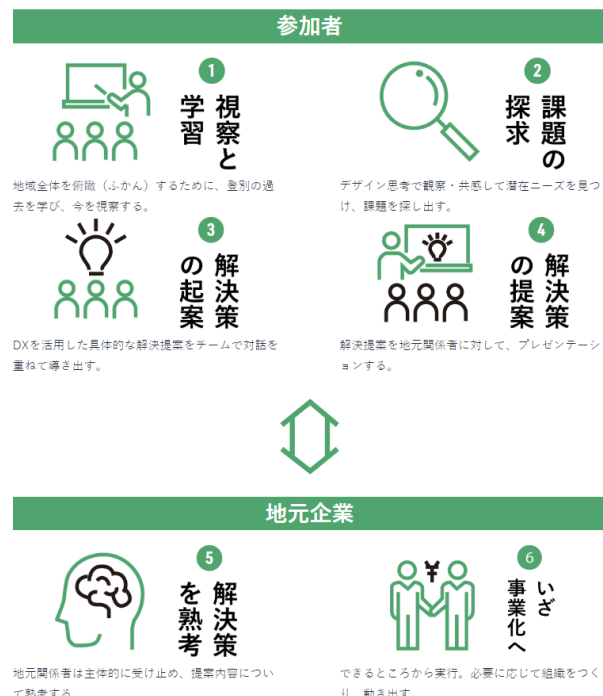 参加者
1
視察と
学習
地域全体を俯瞰（ふかん）するために、登別の過
去を学び、今を視察する。
2
課題の
探求
デザイン思考で観察・共感して潜在ニーズを見つ
け、課題を探し出す。
3
解決策
の起案
DXを活用した具体的な解決提案をチームで対話を
重ねて導き出す。
4
解決策
の提案
解決提案を地元関係者に対して、プレゼンテーシ
ョンする。
地元企業
5
解決策
を熟考
地元関係者は主体的に受け止め、提案内容につい
て熟考する。
¥
6
いざ
事業化へ
できるところから実行。必要に応じて組織をつく
り、動き出す。